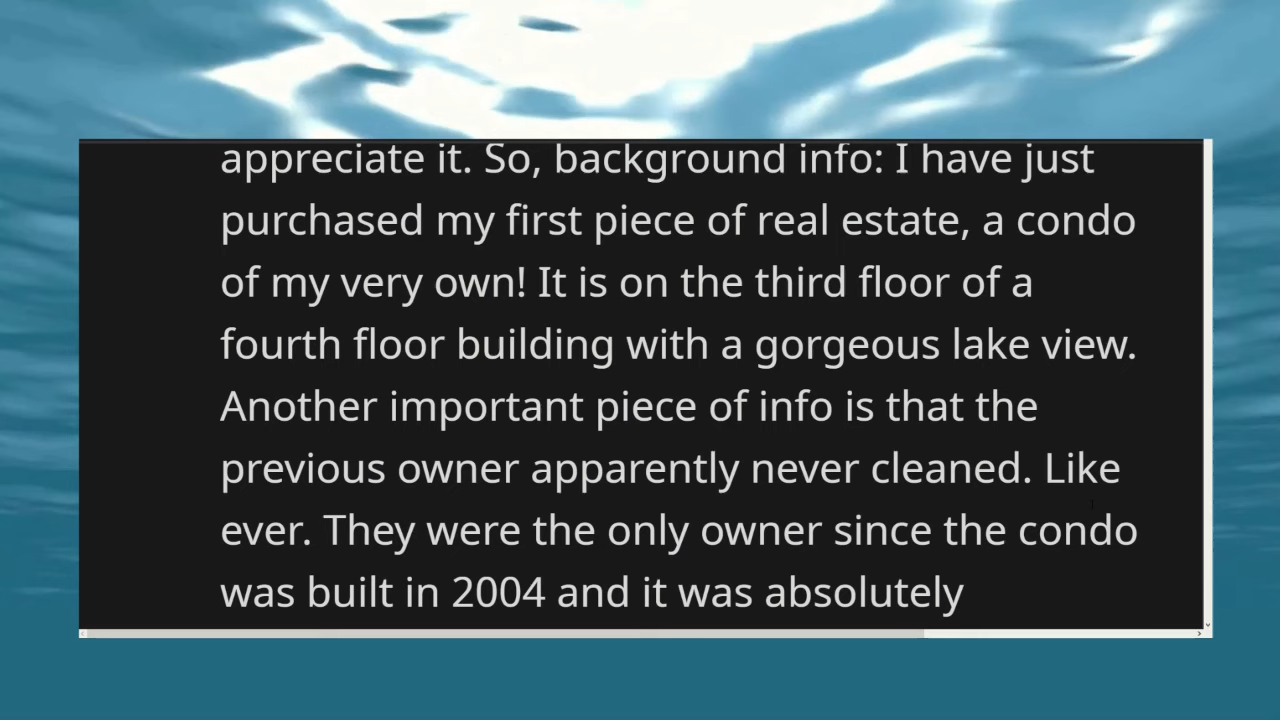 appreciate it. So, background info: I have just
purchased my first piece of real estate, a condo
of my very own! It is on the third floor of a
fourth floor building with a gorgeous lake view.
Another important piece of info is that the
previous owner apparently never cleaned. Like
ever. They were the only owner since the condo
was built in 2004 and it was absolutely